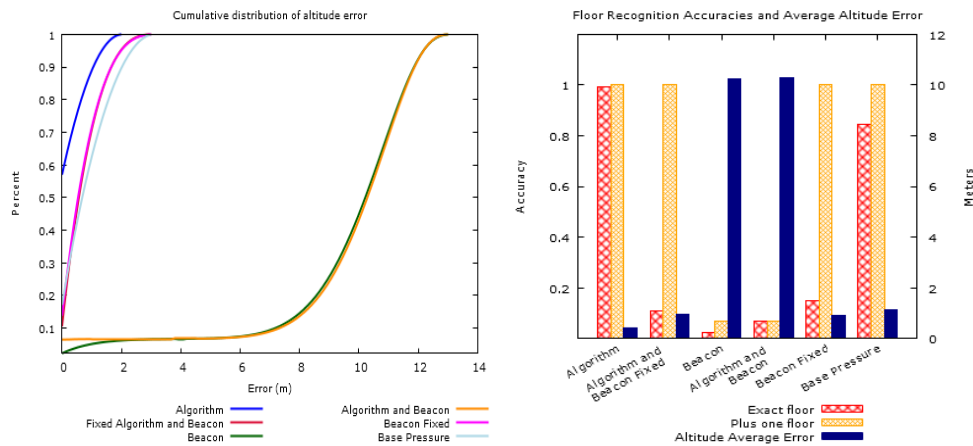 Cumulative distribution of altitude error
1
0.9
0.8
0.7
0.6
0.5
0.4
0.3
0.2
0.1
Percent
0 2 4 6 8 10 12 14
Error (m)
Algorithm
Fixed Algorithm and Beacon
Beacon
Algorithm and Beacon
Beacon Fixed
Base Pressure
Floor Recognition Accuracies and Average Altitude Error
1
0.8
0.6
0.4
0.2
Accuracy
12
10
8
6
4
2
0
Meters
Algorithm
Algorithm and
Beacon Fixed
Beacon
Algorithm and
Beacon
Beacon Fixed
Base Pressure
Exact floor
Plus one floor
Altitude Average Error